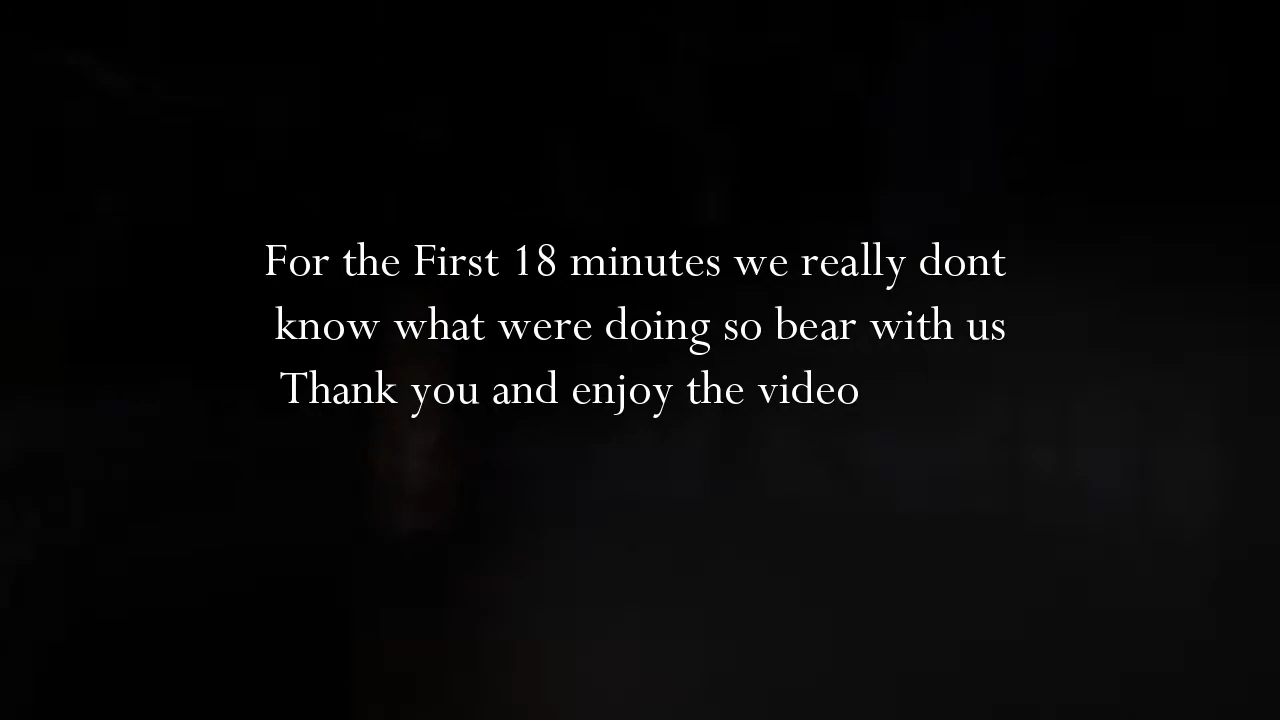 For the First 18 minutes we really dont
know what were doing so bear with us
Thank you and enjoy the video